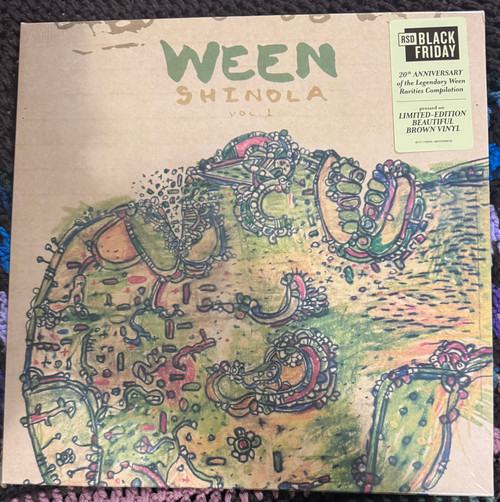 WEEN
SHINOLA
VOL 1
RSD BLACK
FRIDAY
20th ANNIVERSARY
of the Legendary Ween
Rarities Compilation
pressed on
LIMITED-EDITION
BEAUTIFUL
BROWN VINYL